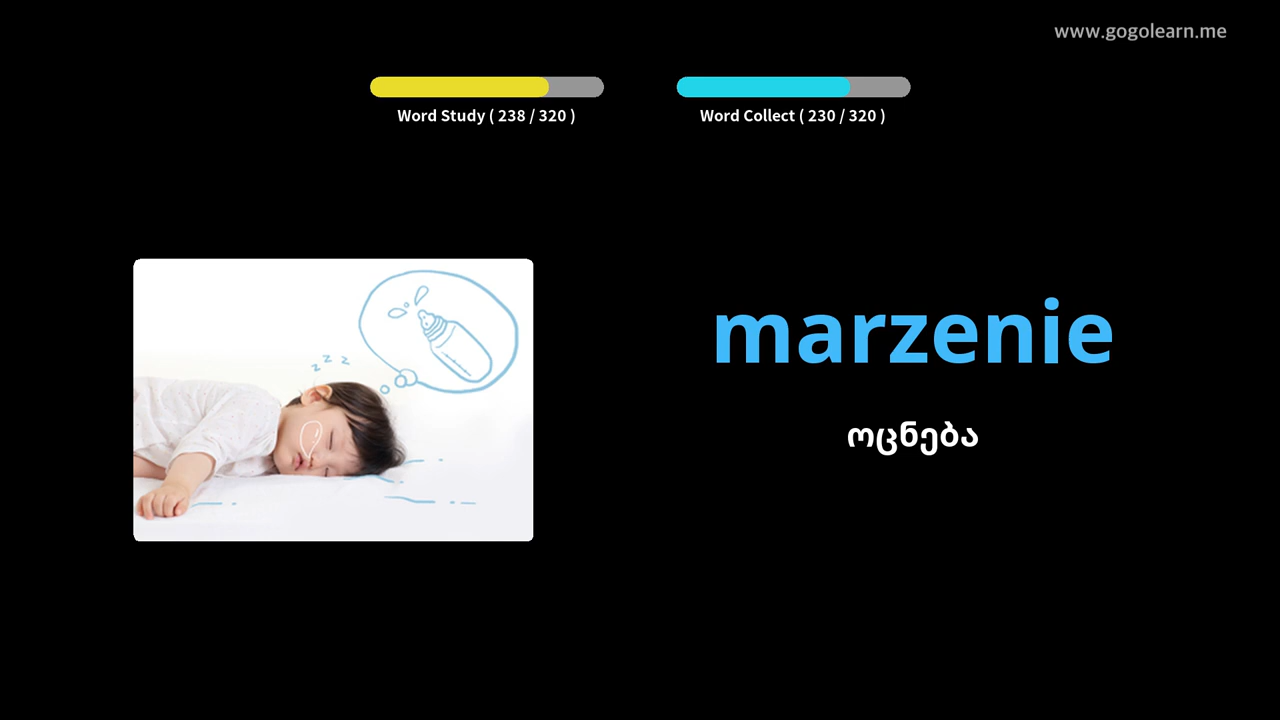 www.gogolearn.me
Word Study ( 238 / 320 )
Word Collect ( 230 / 320 )
z z z
marzenie
ოცნება